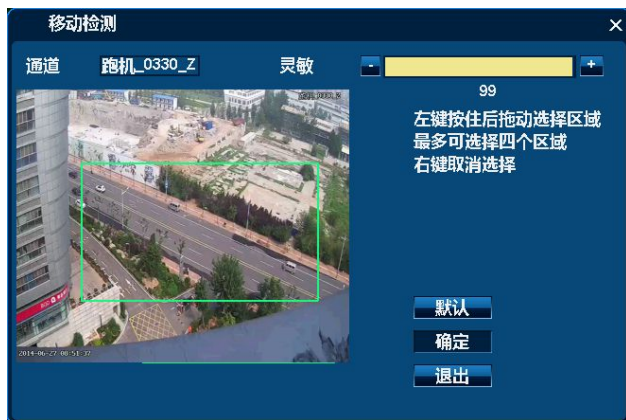 移动检测
通道 跑机_0330_Z 灵敏 - +
99
左键按住后拖动选择区域
最多可选择四个区域
右键取消选择
默认
确定
退出
2014-06-27 08:51:37